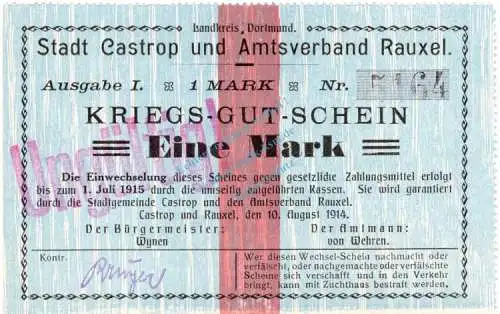 Landkreis Dortmund.
Stadt Castrop und Amtsverband Rauxel.
Ausgabe I. 1 MARK Nr. 5164
KRIEGS-GUT-SCHEIN
Ungültig!
Eine Mark
Die Einwechselung dieses Scheines gegen gesetzliche Zahlungsmittel erfolgt
bis zum 1. Juli 1915 durch die umseitig aufgeführten Kassen. Sie wird garantiert
durch die Stadtgemeinde Castrop und den Amtsverband Rauxel.
Castrop und Rauxel, den 10. August 1914.
Der Bürgermeister: Der Amtmann:
Wynen von Wehren.
Kontr.
Wer diesen Wechsel-Schein nachmacht oder
verfälscht, oder nachgemachte oder verfälschte
Scheine sich verschafft und in den Verkehr
bringt, kann mit Zuchthaus bestraft werden.